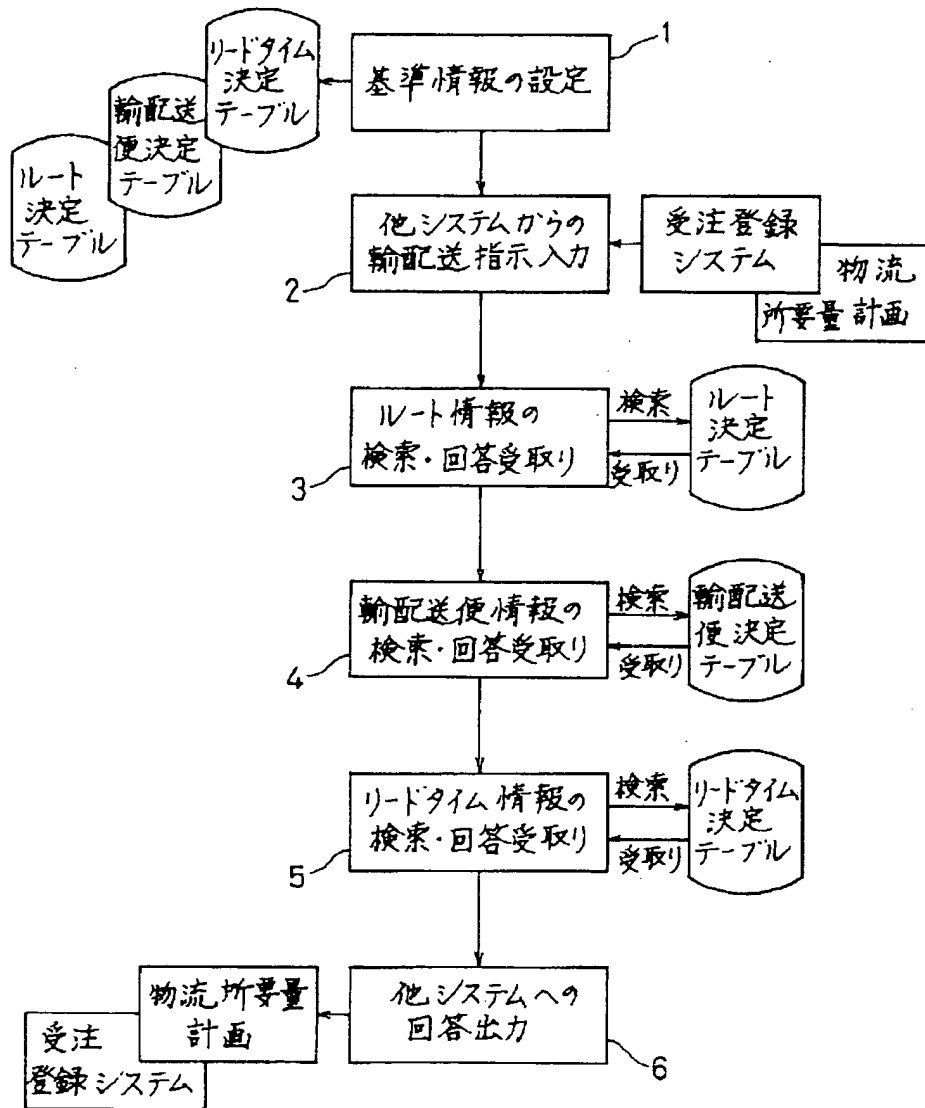 1
リードタイム
決定
テーブル
輸配送
便決定
テーブル
ルート
決定
テーブル
基準情報の設定
他システムからの
輸配送指示入力
2
受注登録
システム
物流
所要量計画
ルート情報の
検索・回答受取り
3
検索
受取り
ルート
決定
テーブル
輸配送便情報の
検索・回答受取り
4
検索
受取り
輸配送
便決定
テーブル
リードタイム情報の
検索・回答受取り
5
検索
受取り
リードタイム
決定
テーブル
他システムへの
回答出力
6
物流所要量
計画
受注
登録システム